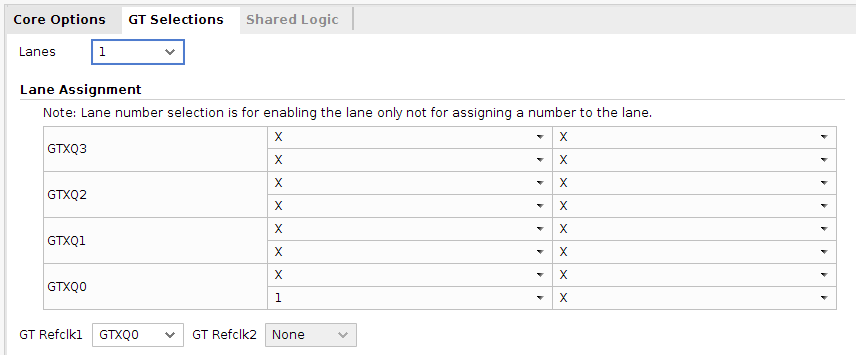 Core Options GT Selections Shared Logic
Lanes 1
Lane Assignment
Note: Lane number selection is for enabling the lane only not for assigning a number to the lane.
GTXQ3
X X
X X
GTXQ2
X X
X X
GTXQ1
X X
X X
GTXQ0
X X
1 X
GT Refclk1 GTXQ0 GT Refclk2 None